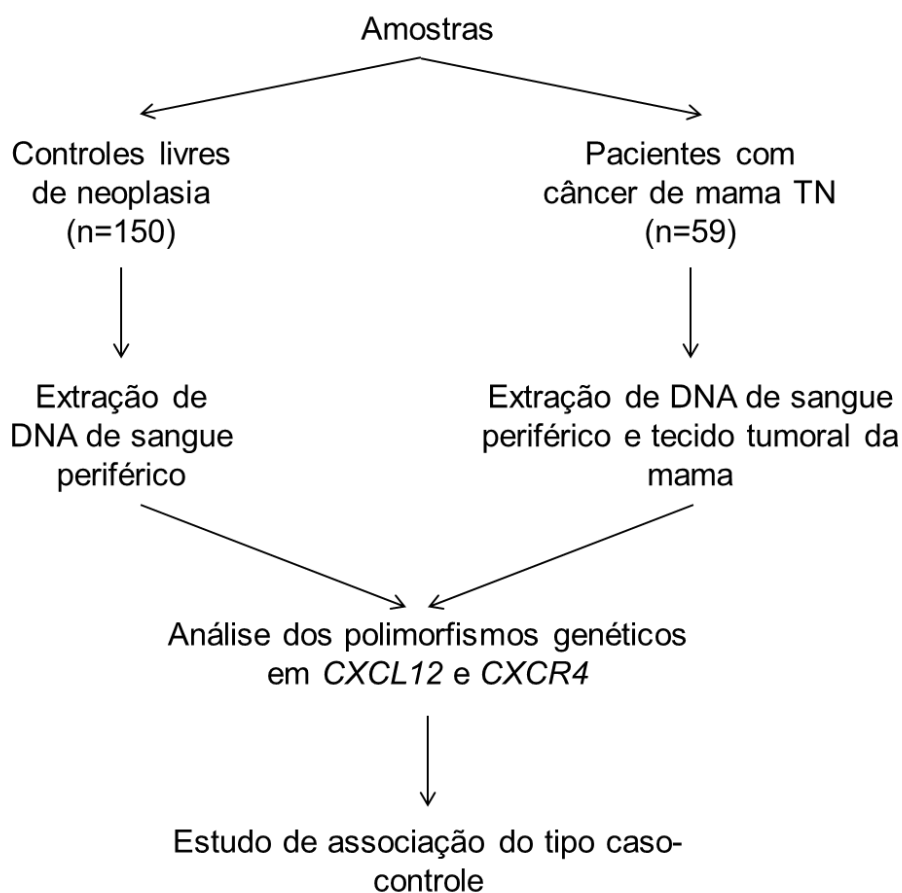 Amostras
Controles livres
de neoplasia
(n=150)
Pacientes com
câncer de mama TN
(n=59)
Extração de
DNA de sangue
periférico
Extração de DNA de sangue
periférico e tecido tumoral da
mama
Análise dos polimorfismos genéticos
em CXCL12 e CXCR4
Estudo de associação do tipo caso-
controle